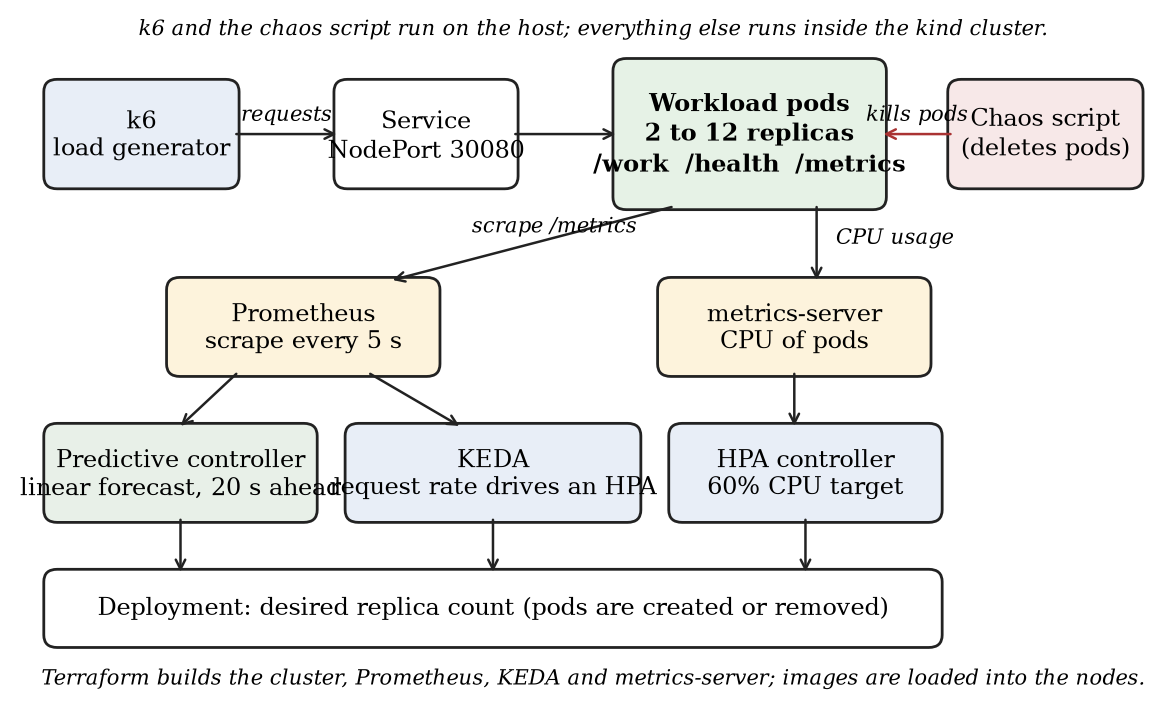 k6 and the chaos script run on the host; everything else runs inside the kind cluster.
k6
load generator
requests
Service
NodePort 30080
Workload pods
2 to 12 replicas
/work  /health  /metrics
kills pods
Chaos script
(deletes pods)
scrape /metrics
CPU usage
Prometheus
scrape every 5 s
metrics-server
CPU of pods
Predictive controller
linear forecast, 20 s ahead
KEDA
request rate drives an HPA
HPA controller
60% CPU target
Deployment: desired replica count (pods are created or removed)
Terraform builds the cluster, Prometheus, KEDA and metrics-server; images are loaded into the nodes.